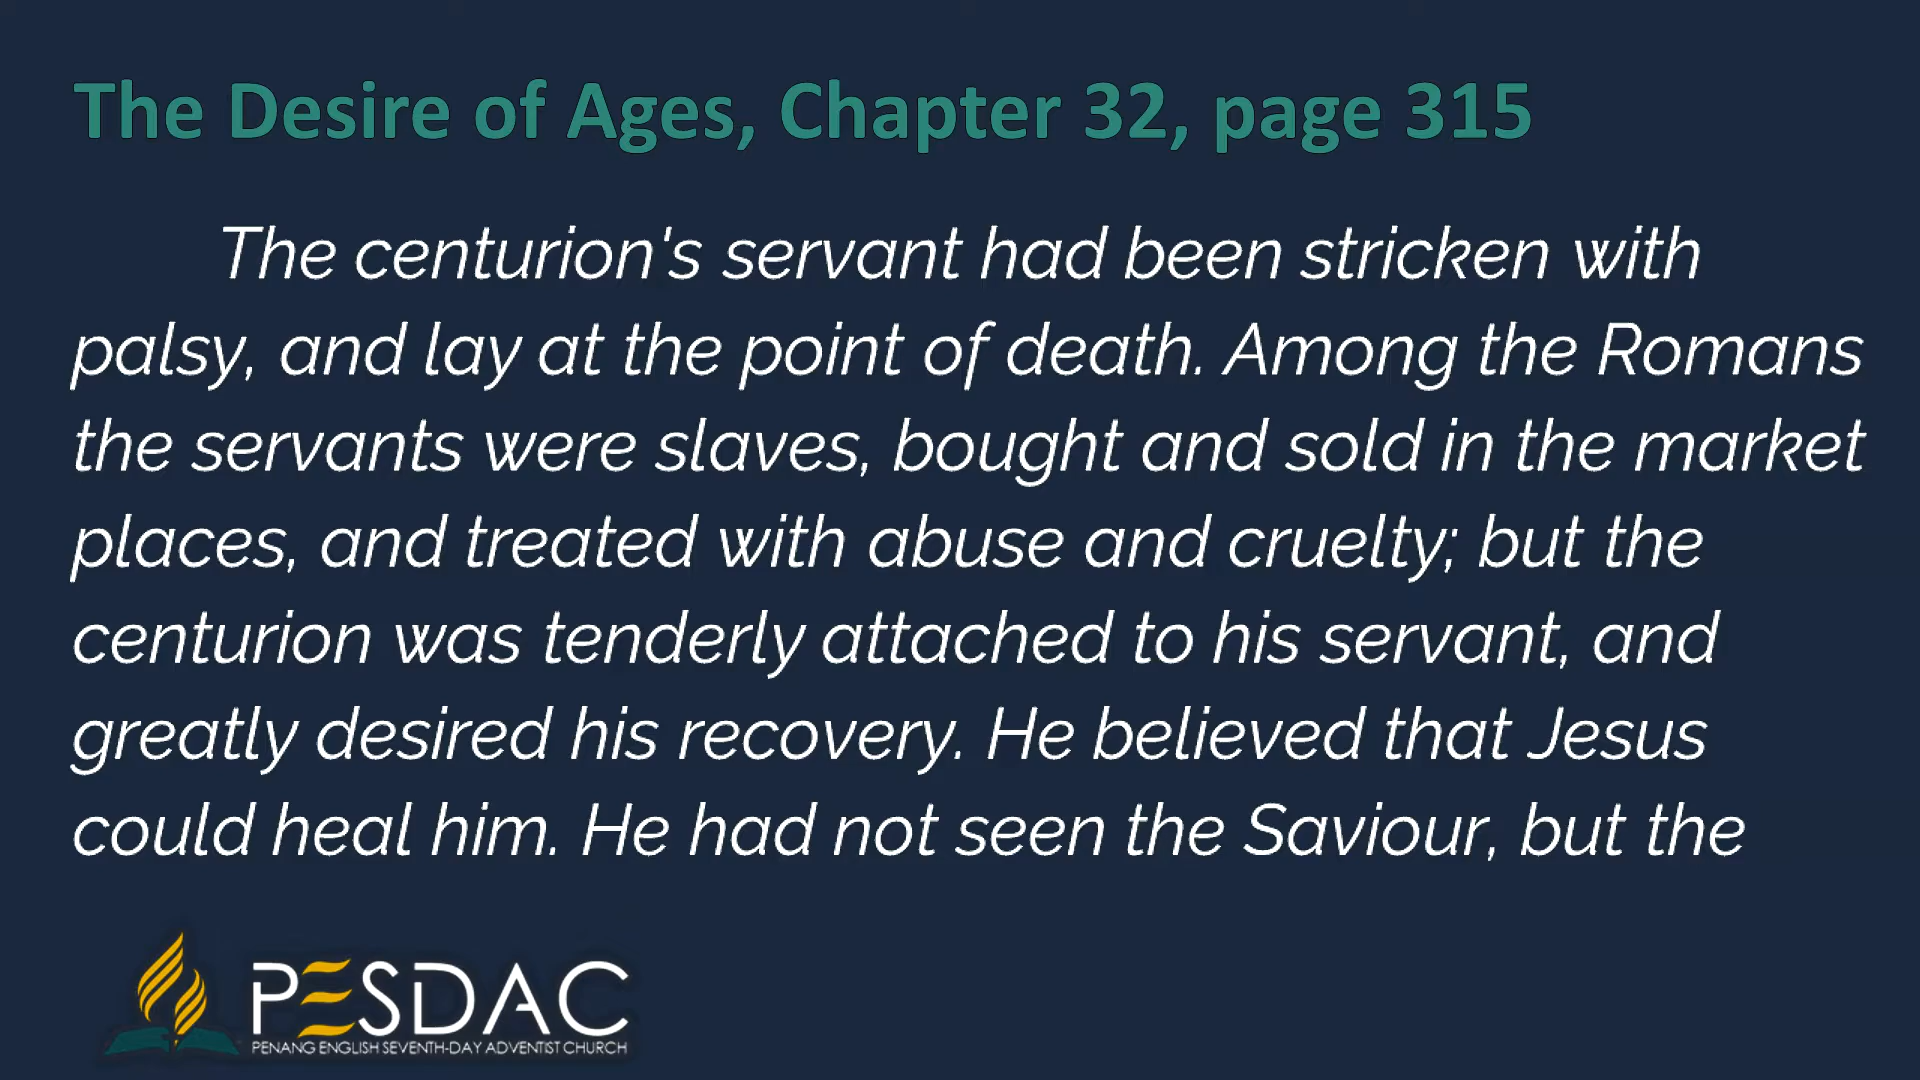 The Desire of Ages, Chapter 32, page 315
The centurion's servant had been stricken with
palsy, and lay at the point of death. Among the Romans
the servants were slaves, bought and sold in the market
places, and treated with abuse and cruelty; but the
centurion was tenderly attached to his servant, and
greatly desired his recovery. He believed that Jesus
could heal him. He had not seen the Saviour, but the
PESDAC
PENANG ENGLISH SEVENTH-DAY ADVENTIST CHURCH